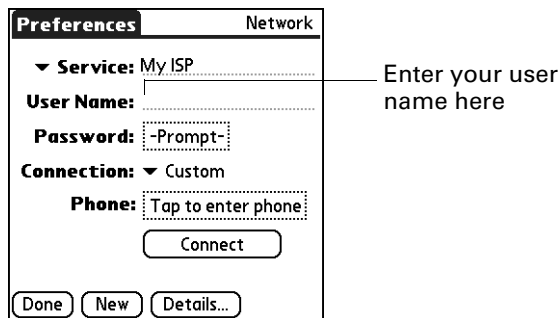 Preferences Network
Service: My ISP
User Name:
Password: -Prompt-
Connection: Custom
Phone: Tap to enter phone
Connect
Done New Details...
Enter your user
name here